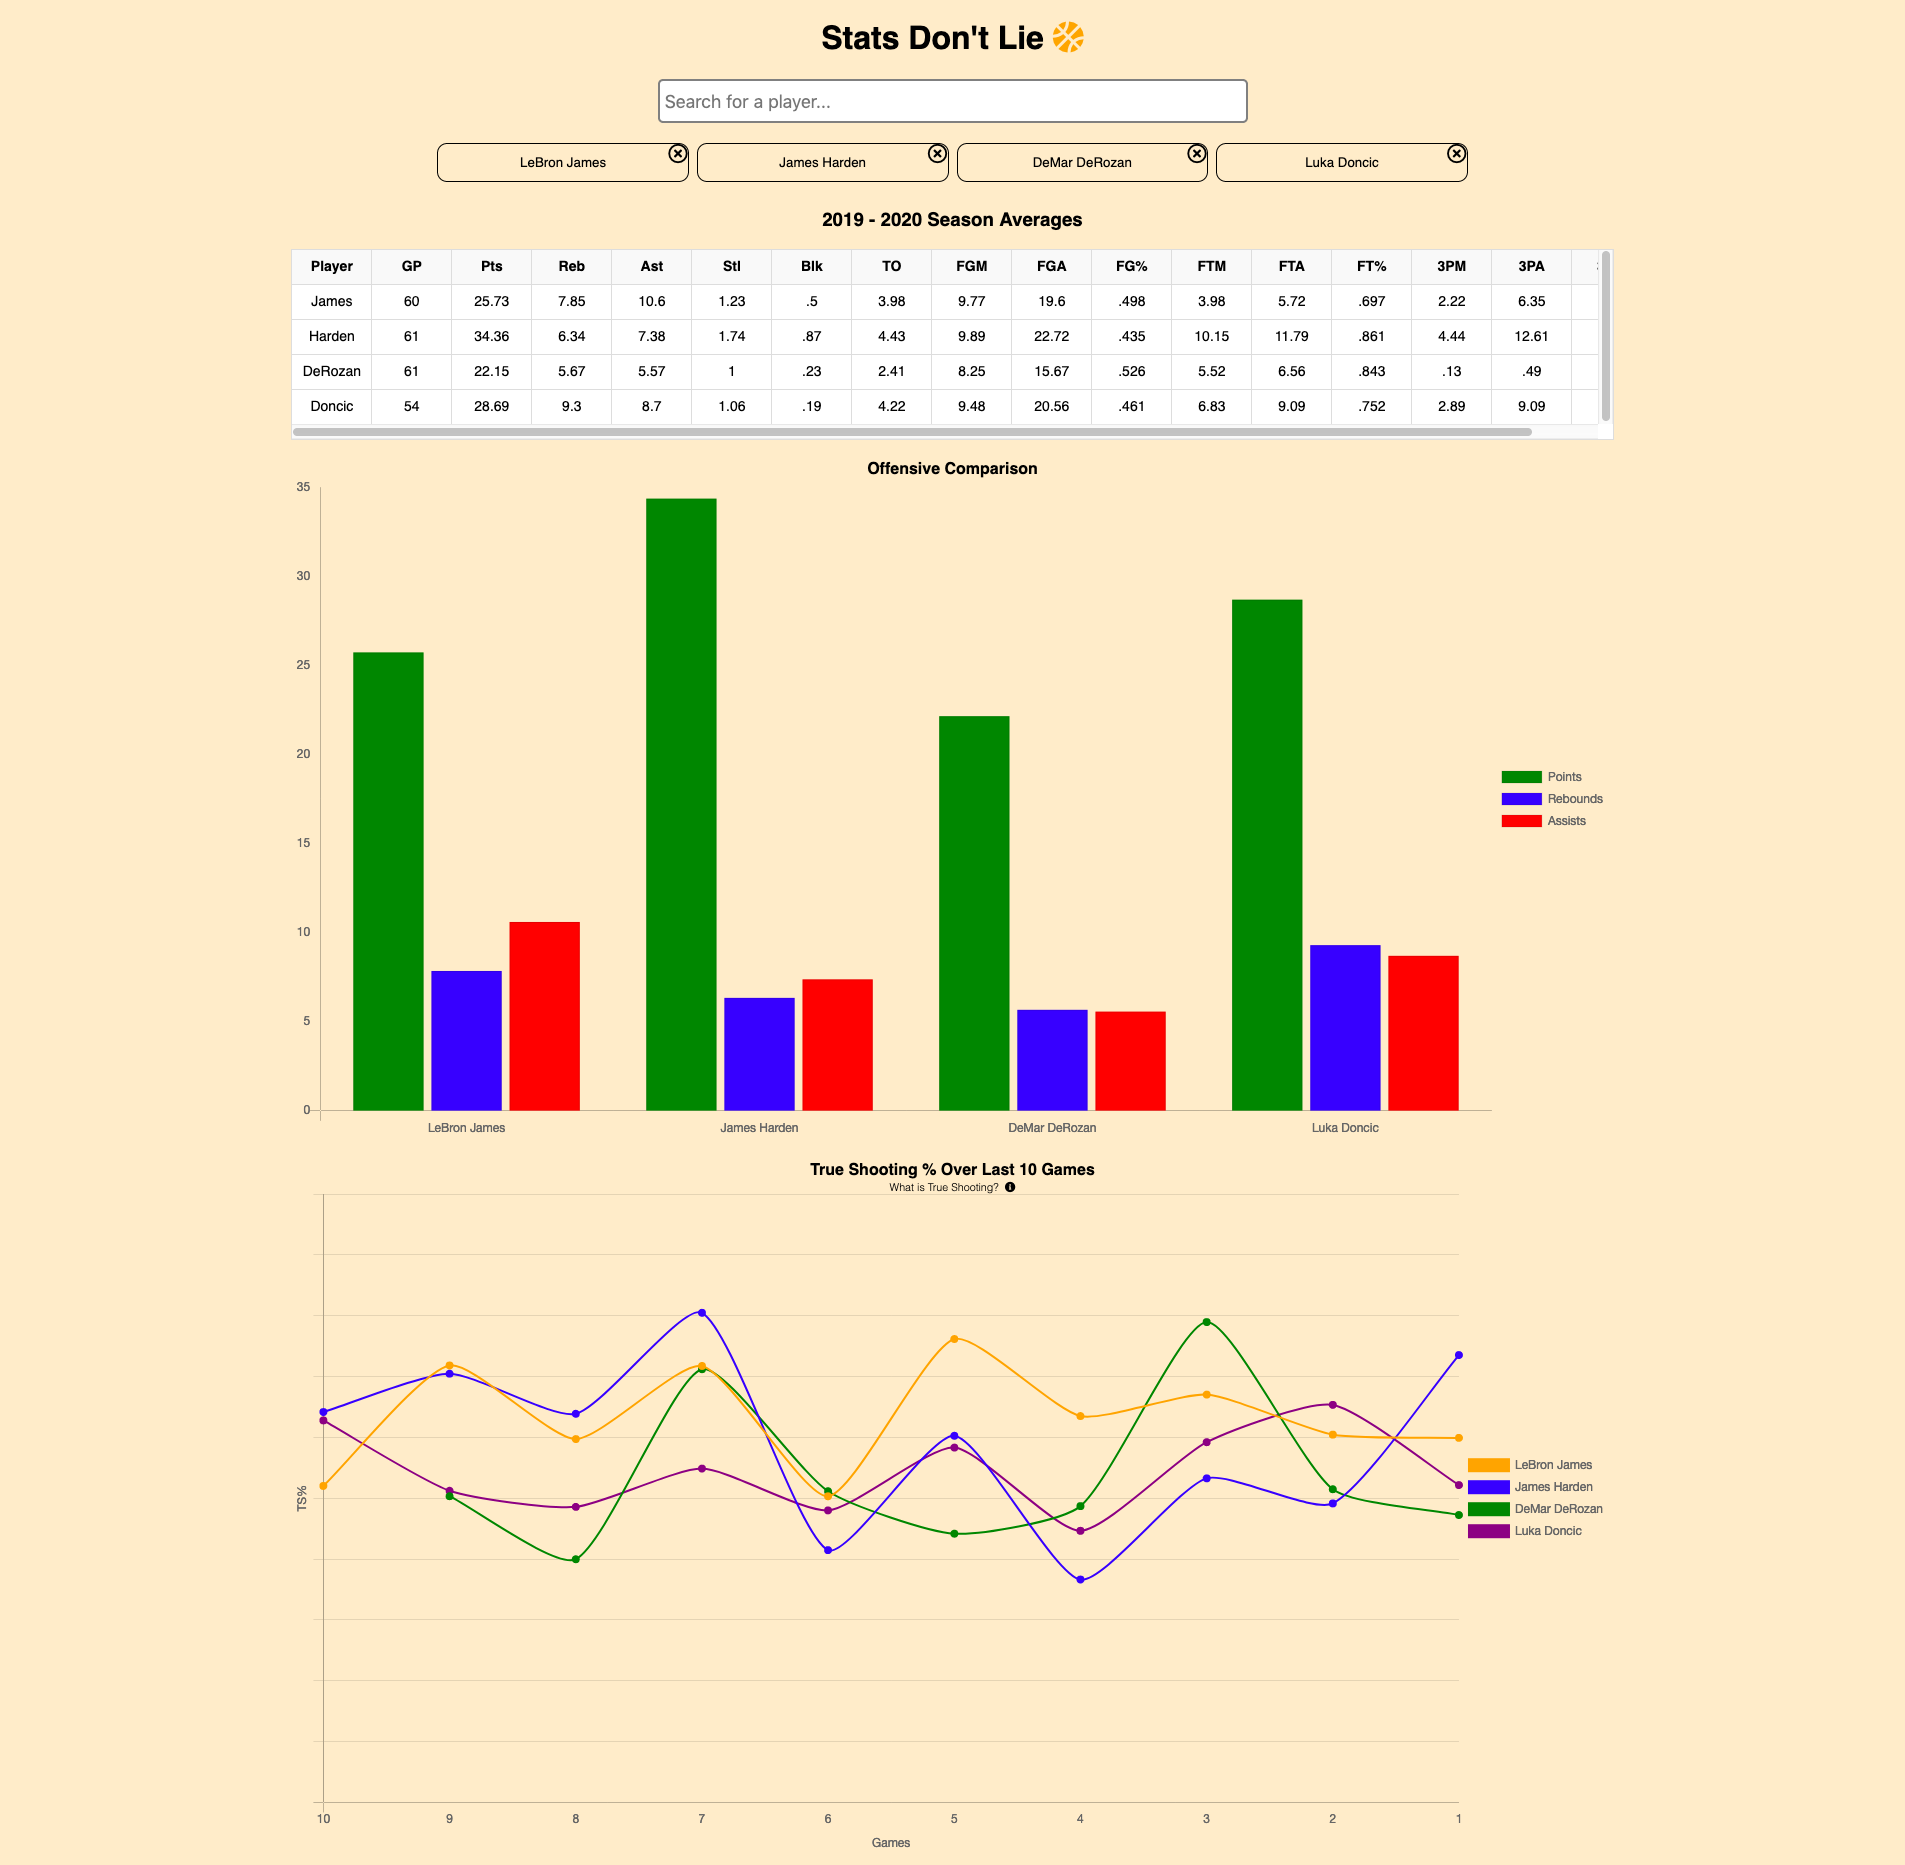 Stats Don't Lie
Search for a player...
LeBron James James Harden DeMar DeRozan Luka Doncic
2019 - 2020 Season Averages
Player GP Pts Reb Ast Stl Blk TO FGM FGA FG% FTM FTA FT% 3PM 3PA
James 60 25.73 7.85 10.6 1.23 .5 3.98 9.77 19.6 .498 3.98 5.72 .697 2.22 6.35
Harden 61 34.36 6.34 7.38 1.74 .87 4.43 9.89 22.72 .435 10.15 11.79 .861 4.44 12.61
DeRozan 61 22.15 5.67 5.57 1 .23 2.41 8.25 15.67 .526 5.52 6.56 .843 .13 .49
Doncic 54 28.69 9.3 8.7 1.06 .19 4.22 9.48 20.56 .461 6.83 9.09 .752 2.89 9.09
Offensive Comparison
35
30
25
20
15
10
5
0
Points
Rebounds
Assists
LeBron James James Harden DeMar DeRozan Luka Doncic
True Shooting % Over Last 10 Games
What is True Shooting?
TS%
LeBron James
James Harden
DeMar DeRozan
Luka Doncic
10 9 8 7 6 5 4 3 2 1
Games